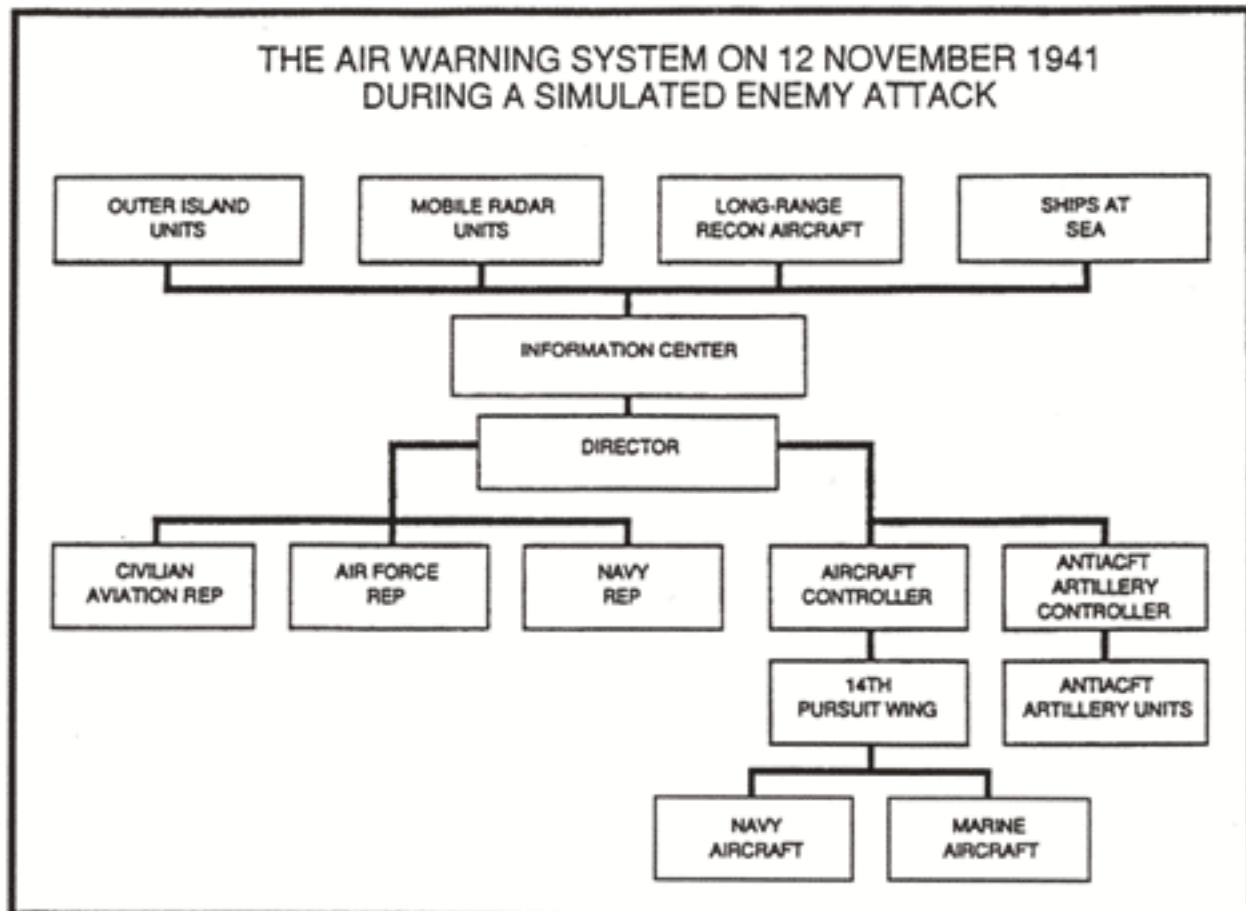 THE AIR WARNING SYSTEM ON 12 NOVEMBER 1941
DURING A SIMULATED ENEMY ATTACK
OUTER ISLAND
UNITS
MOBILE RADAR
UNITS
LONG-RANGE
RECON AIRCRAFT
SHIPS AT
SEA
INFORMATION CENTER
DIRECTOR
CIVILIAN
AVIATION REP
AIR FORCE
REP
NAVY
REP
AIRCRAFT
CONTROLLER
ANTIACFT
ARTILLERY
CONTROLLER
14TH
PURSUIT WING
ANTIACFT
ARTILLERY UNITS
NAVY
AIRCRAFT
MARINE
AIRCRAFT